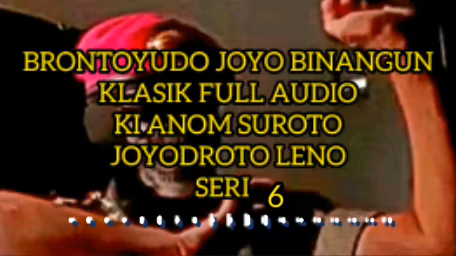 BRONTOYUDO JOYO BINANGUN
KLASIK FULL AUDIO
KI ANOM SUROTO
JOYODROTO LENO
SERI 6